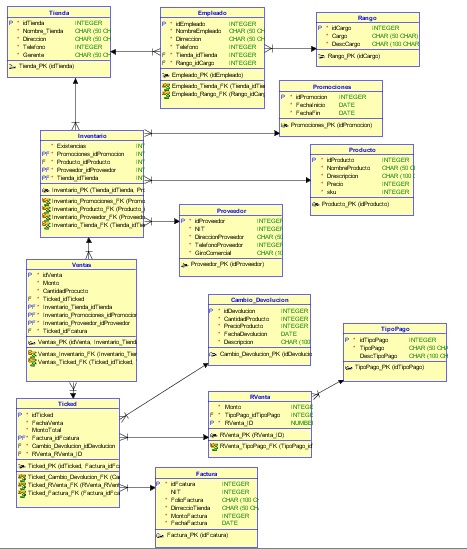 Tienda
P * idTienda INTEGER
* Nombre_Tienda CHAR (50 CH
* Direccion CHAR (50 CH
* Telefono INTEGER
* Gerente CHAR (50 CH
Tienda_PK (idTienda)
Empleado
P * idEmpleado INTEGER
* NombreEmpleado CHAR (50 C
* Direccion CHAR (50 C
* Telefono INTEGER
F * Tienda_idTienda INTEGER
F * Rango_idCargo INTEGER
Empleado_PK (idEmpleado)
Empleado_Tienda_FK (Tienda_idTie
Empleado_Rango_FK (Rango_idCar
Rango
P * idCargo INTEGER
* Cargo CHAR (50 CHAR)
* DescCargo CHAR (100 CHAR
Rango_PK (idCargo)
Promociones
P * idPromocion INTEGER
* FechaInicio DATE
* FechaFin DATE
Promociones_PK (idPromocion)
Inventario
* Existencias INT
PF* Promociones_idPromocion INT
F * Producto_idProducto INT
PF* Proveedor_idProveedor INT
PF* Tienda_idTienda INT
Inventario_PK (Tienda_idTienda, Pr
Inventario_Promociones_FK (Promo
Inventario_Producto_FK (Producto_i
Inventario_Proveedor_FK (Proveedo
Inventario_Tienda_FK (Tienda_idTie
Producto
P * idProducto INTEGER
* NombreProducto CHAR (50 C
* Descripcion CHAR (100
* Precio INTEGER
* sku INTEGER
Producto_PK (idProducto)
Proveedor
P * idProveedor INTEGER
* NIT INTEGER
* DireccionProveedor CHAR (50
* TelefonoProveedor INTEGER
* GiroComercial CHAR (10
Proveedor_PK (idProveedor)
Ventas
P * idVenta
* Monto
* CantidadProcucto
F * Ticked_idTicked
PF* Inventario_Tienda_idTienda
PF* Inventario_Promociones_idPromocion
PF* Inventario_Proveedor_idProveedor
F * Ticked_idFcatura
Ventas_PK (idVenta, Inventario_Tiend
Ventas_Inventario_FK (Inventario_Tie
Ventas_Ticked_FK (idTicked_idTicked,
Cambio_Devolucion
P * idDevolucion INTEGER
* CantidadProducto INTEGER
* PrecioProducto INTEGER
* FechaDevolucion DATE
* Descripcion CHAR (100
Cambio_Devolucion_PK (idDevolucio
TipoPago
P * idTipoPago INTEGER
* TipoPago CHAR (50 CHA
* DescTipoPago CHAR (100 CH
TipoPago_PK (idTipoPago)
RVenta
* Monto INTEGE
F * TipoPago_idTipoPago INTEGE
P * RVenta_ID NUMBE
RVenta_PK (RVenta_ID)
RVenta_TipoPago_FK (TipoPago_id
Ticked
P * idTicked
* FechaVenta
* MontoTotal
PF* Factura_idFcatura
F * Cambio_Devolucion_idDevolucion
F * RVenta_RVenta_ID
Ticked_PK (idTicked, Factura_idFc
Ticked_Cambio_Devolucion_FK (Ca
Ticked_RVenta_FK (RVenta_RVent
Ticked_Factura_FK (Factura_idFc
Factura
P * idFcatura INTEGER
* NIT INTEGER
* FolioFactura CHAR (100 C
* DireccioTienda CHAR (50 CH
* MontoFactura INTEGER
* FechaFactura DATE
Factura_PK (idFcatura)